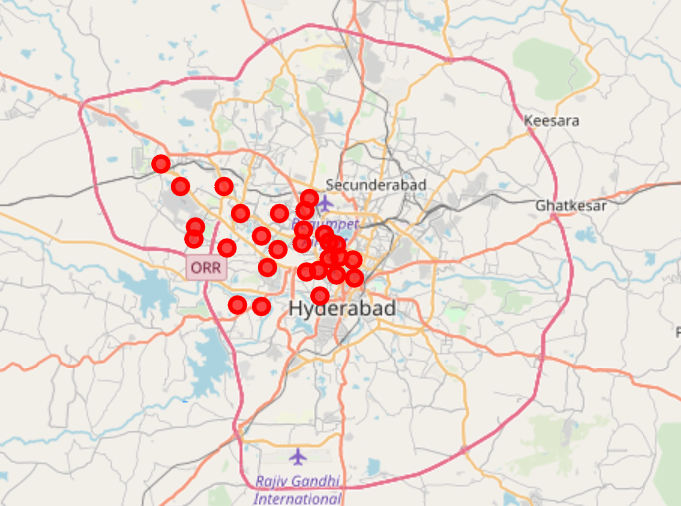 Keesara
Secunderabad
Ghatkesar
ORR
Hyderabad
Rajiv Gandhi
International